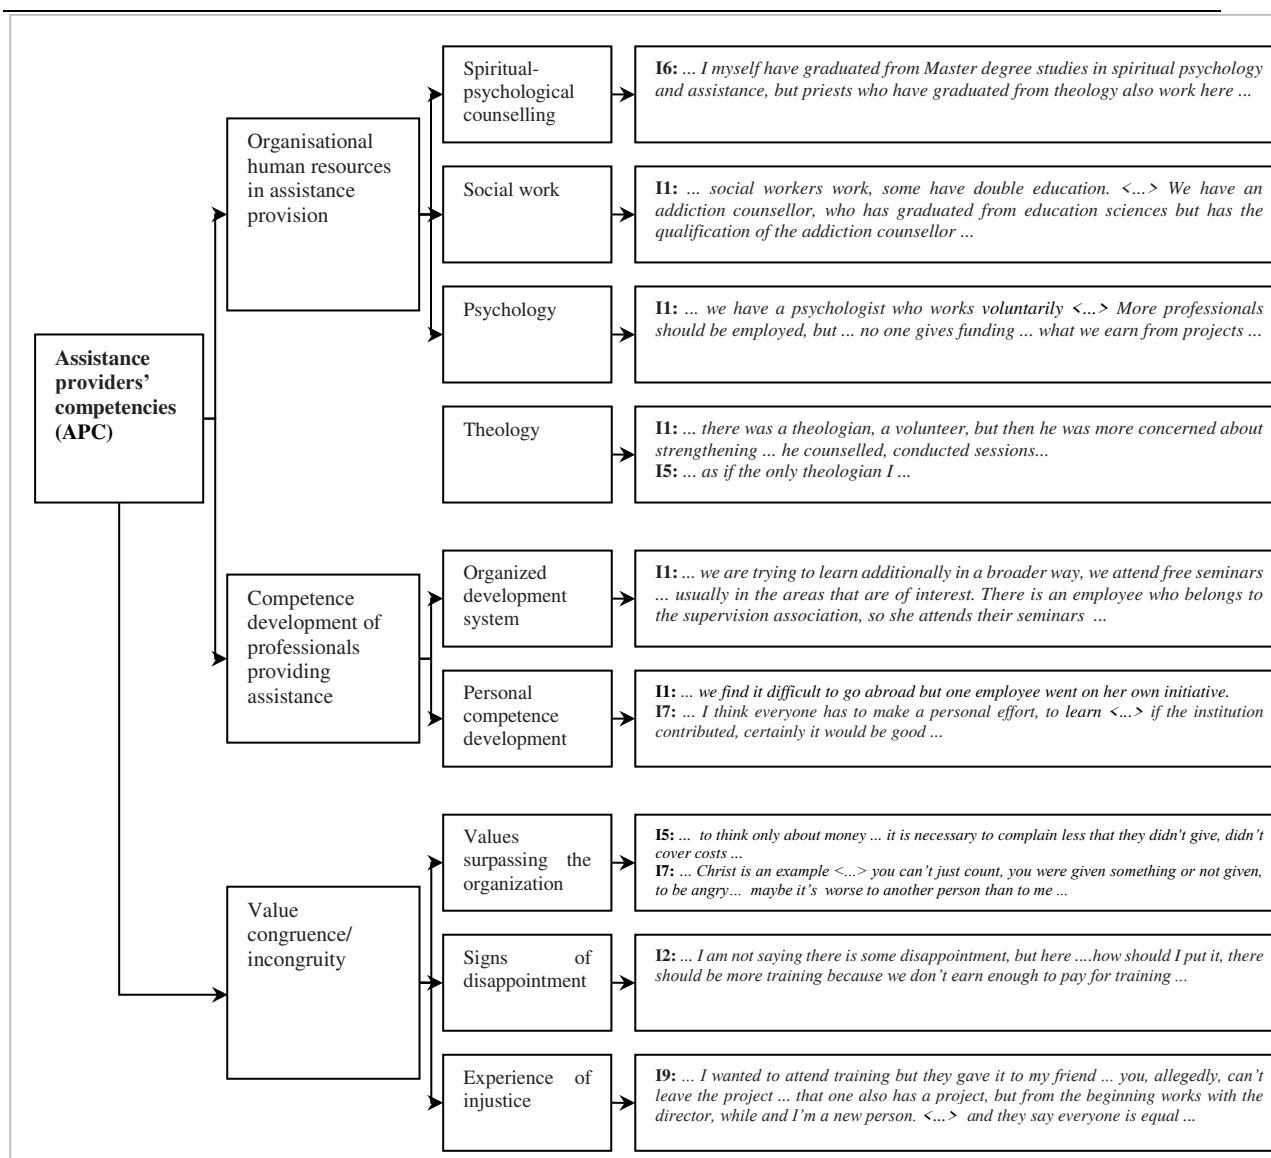 Assistance
providers’
competencies
(APC)
Organisational
human resources
in assistance
provision
Spiritual-
psychological
counselling
I6: ... I myself have graduated from Master degree studies in spiritual psychology
and assistance, but priests who have graduated from theology also work here ...
Social work
I1: ... social workers work, some have double education. <...> We have an
addiction counsellor, who has graduated from education sciences but has the
qualification of the addiction counsellor ...
Psychology
I1: ... we have a psychologist who works voluntarily <...> More professionals
should be employed, but ... no one gives funding ... what we earn from projects ...
Theology
I1: ... there was a theologian, a volunteer, but then he was more concerned about
strengthening ... he counselled, conducted sessions...
I5: ... as if the only theologian I ...
Competence
development of
professionals
providing
assistance
Organized
development
system
I1: ... we are trying to learn additionally in a broader way, we attend free seminars
... usually in the areas that are of interest. There is an employee who belongs to
the supervision association, so she attends their seminars ...
Personal
competence
development
I1: ... we find it difficult to go abroad but one employee went on her own initiative.
I7: ... I think everyone has to make a personal effort, to learn <...> if the institution
contributed, certainly it would be good ...
Value
congruence/
incongruity
Values
surpassing the
organization
I5: ... to think only about money ... it is necessary to complain less that they didn't give, didn’t
cover costs ...
I7: ... Christ is an example <...> you can’t just count, you were given something or not given,
to be angry... maybe it’s worse to another person than to me ...
Signs of
disappointment
I2: ... I am not saying there is some disappointment, but here ....how should I put it, there
should be more training because we don’t earn enough to pay for training ...
Experience of
injustice
I9: ... I wanted to attend training but they gave it to my friend ... you, allegedly, can’t
leave the project ... that one also has a project, but from the beginning works with the
director, while and I’m a new person. <...> and they say everyone is equal ...